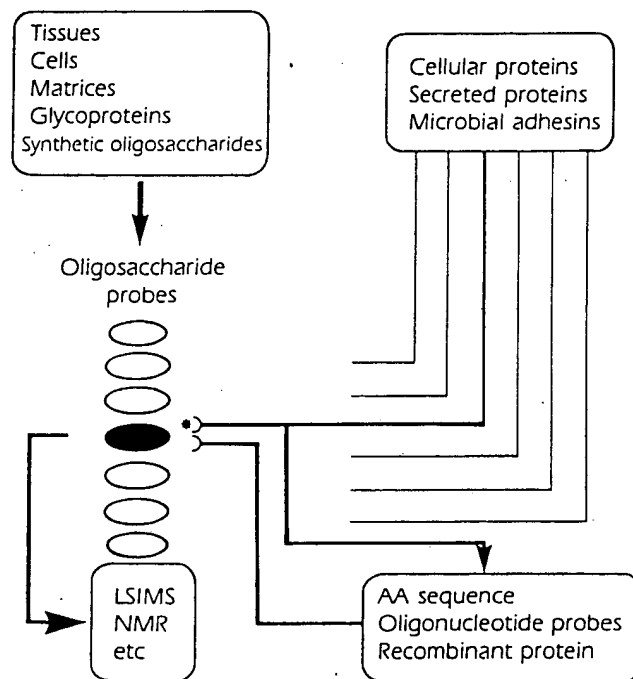 Tissues
Cells
Matrices
Glycoproteins
Synthetic oligosaccharides
Cellular proteins
Secreted proteins
Microbial adhesins
Oligosaccharide
probes
*
LSIMS
NMR
etc
AA sequence
Oligonucleotide probes
Recombinant protein